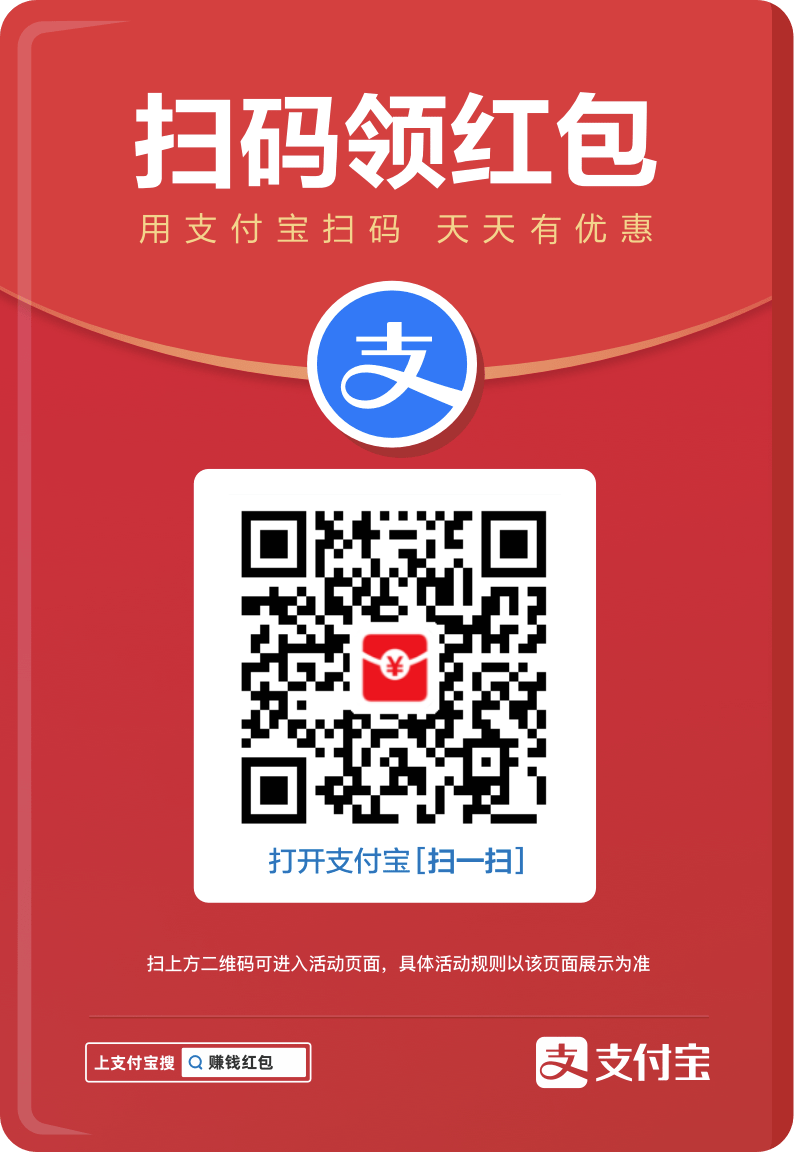 扫码领红包
用支付宝扫码 天天有优惠
支
¥
打开支付宝[扫一扫]
扫上方二维码可进入活动页面，具体活动规则以该页面展示为准
上支付宝搜 赚钱红包
支 支付宝